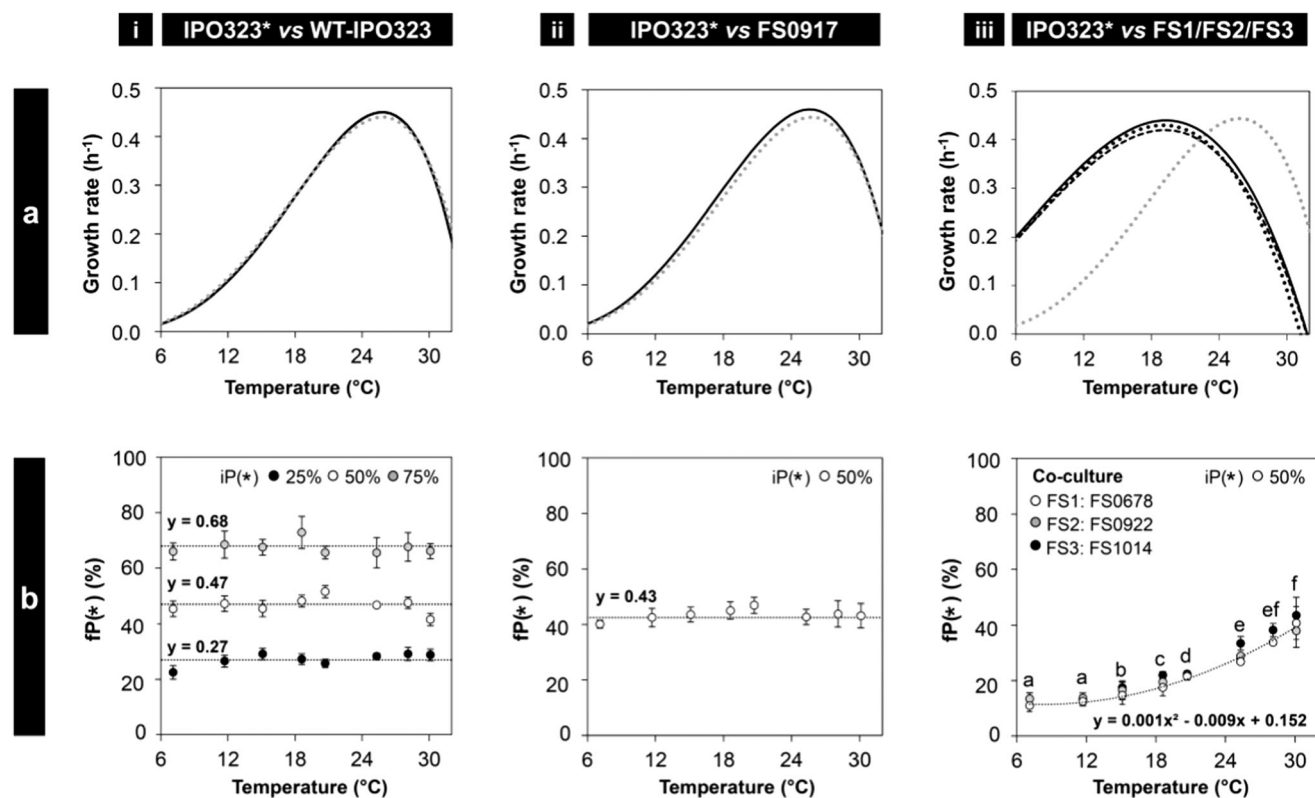 i IPO323* vs WT-IPO323
ii IPO323* vs FS0917
iii IPO323* vs FS1/FS2/FS3
a
Growth rate (h⁻¹)
0.5
0.4
0.3
0.2
0.1
0.0
6 12 18 24 30
Temperature (°C)
Growth rate (h⁻¹)
0.5
0.4
0.3
0.2
0.1
0.0
6 12 18 24 30
Temperature (°C)
Growth rate (h⁻¹)
0.5
0.4
0.3
0.2
0.1
0.0
6 12 18 24 30
Temperature (°C)
b
fP(*) (%)
100
80
60
40
20
0
iP(*) 25% 50% 75%
y = 0.68
y = 0.47
y = 0.27
6 12 18 24 30
Temperature (°C)
fP(*) (%)
100
80
60
40
20
0
iP(*) 50%
y = 0.43
6 12 18 24 30
Temperature (°C)
fP(*) (%)
100
80
60
40
20
0
Co-culture iP(*) 50%
FS1: FS0678
FS2: FS0922
FS3: FS1014
a a b c d e ef f
y = 0.001x² - 0.009x + 0.152
6 12 18 24 30
Temperature (°C)